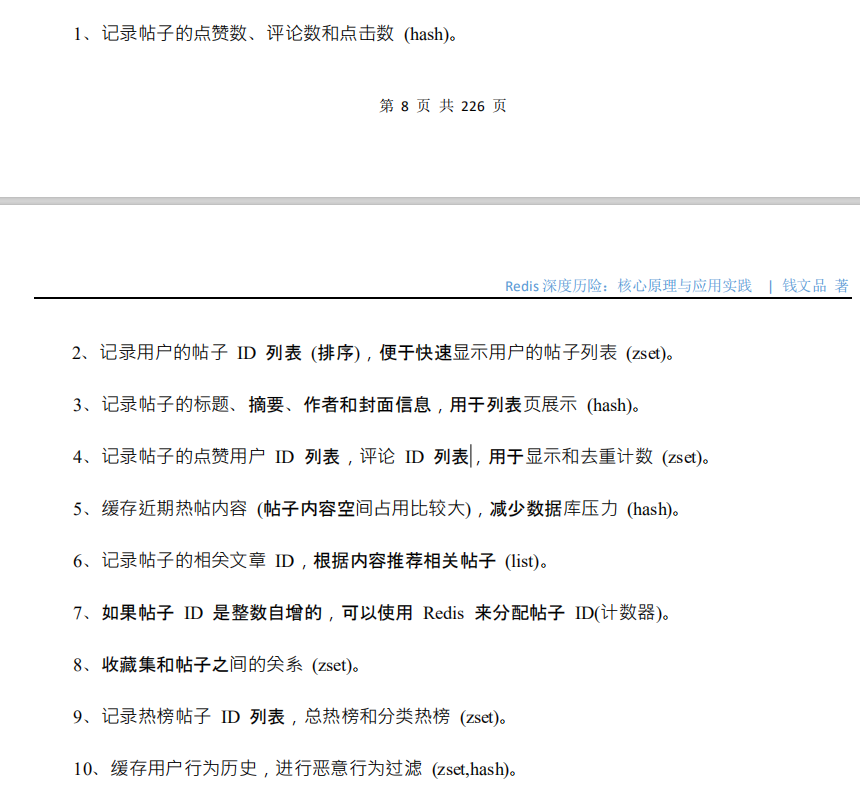 1、记录帖子的点赞数、评论数和点击数 (hash)。
第 8 页 共 226 页
Redis 深度历险：核心原理与应用实践 | 钱文品 著
2、记录用户的帖子 ID 列表 (排序)，便于快速显示用户的帖子列表 (zset)。
3、记录帖子的标题、摘要、作者和封面信息，用于列表页展示 (hash)。
4、记录帖子的点赞用户 ID 列表，评论 ID 列表，用于显示和去重计数 (zset)。
5、缓存近期热帖内容 (帖子内容空间占用比较大)，减少数据库压力 (hash)。
6、记录帖子的相关文章 ID，根据内容推荐相关帖子 (list)。
7、如果帖子 ID 是整数自增的，可以使用 Redis 来分配帖子 ID(计数器)。
8、收藏集和帖子之间的关系 (zset)。
9、记录热榜帖子 ID 列表，总热榜和分类热榜 (zset)。
10、缓存用户行为历史，进行恶意行为过滤 (zset,hash)。